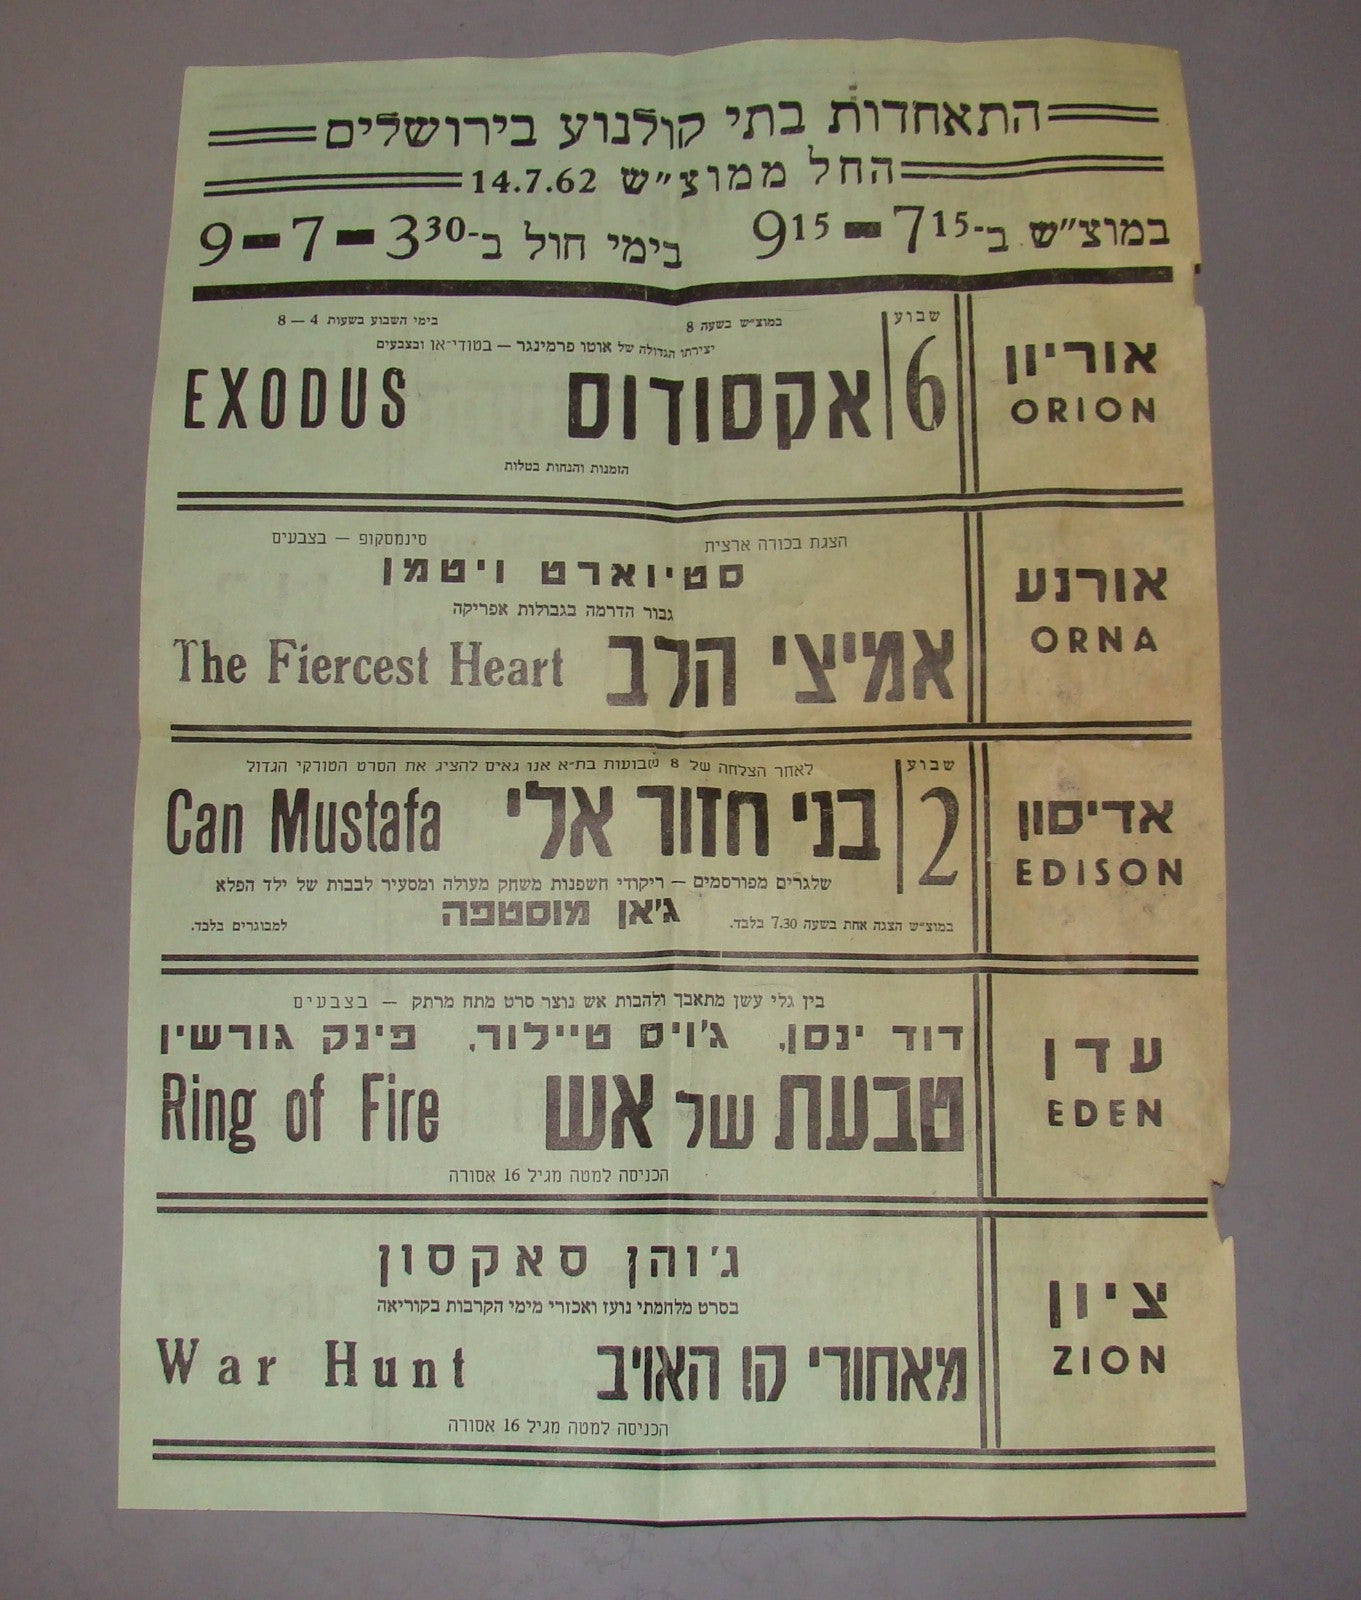 התאחדות בתי קולנוע בירושלים
החל ממוצ״ש 14.7.62
במוצ״ש ב-7¹⁵ – 9¹⁵ בימי חול ב-3³⁰ – 7 – 9
אוריון
ORION
שבוע
6
במוצ״ש בשעה 8 בימי השבוע בשעות 4 – 8
יצירתו הגדולה של אוטו פרמינגר – בטודי־או ובצבעים
אקסודוס EXODUS
הזמנות והנחות בטלות
אורנע
ORNA
הצגת בכורה ארצית סינמסקופ – בצבעים
סטיוארט ויטמן
גבור הדרמה בגבולות אפריקה
אמיצי הלב The Fiercest Heart
אדיסון
EDISON
שבוע
2
לאחר הצלחה של 8 שבועות בת״א אנו גאים להציג את הסרט הטורקי הגדול
בני חזור אלי Can Mustafa
שלגרים מפורסמים – ריקודי חשפנות משחק מעולה ומסעיר לבבות של ילד הפלא
ג׳אן מוסטפה
במוצ״ש הצגה אחת בשעה 7.30 בלבד. למבוגרים בלבד.
עדן
EDEN
בין גלי עשן מתאבך ולהבות אש נוצר סרט מתח מרתק – בצבעים
דוד ינסן, ג׳ויס טיילור, פינק גורשין
טבעת של אש Ring of Fire
הכניסה למטה מגיל 16 אסורה
ציון
ZION
ג׳והן סאקסון
בסרט מלחמתי נועז ואכזרי מימי הקרבות בקוריאה
מאחורי קו האויב War Hunt
הכניסה למטה מגיל 16 אסורה